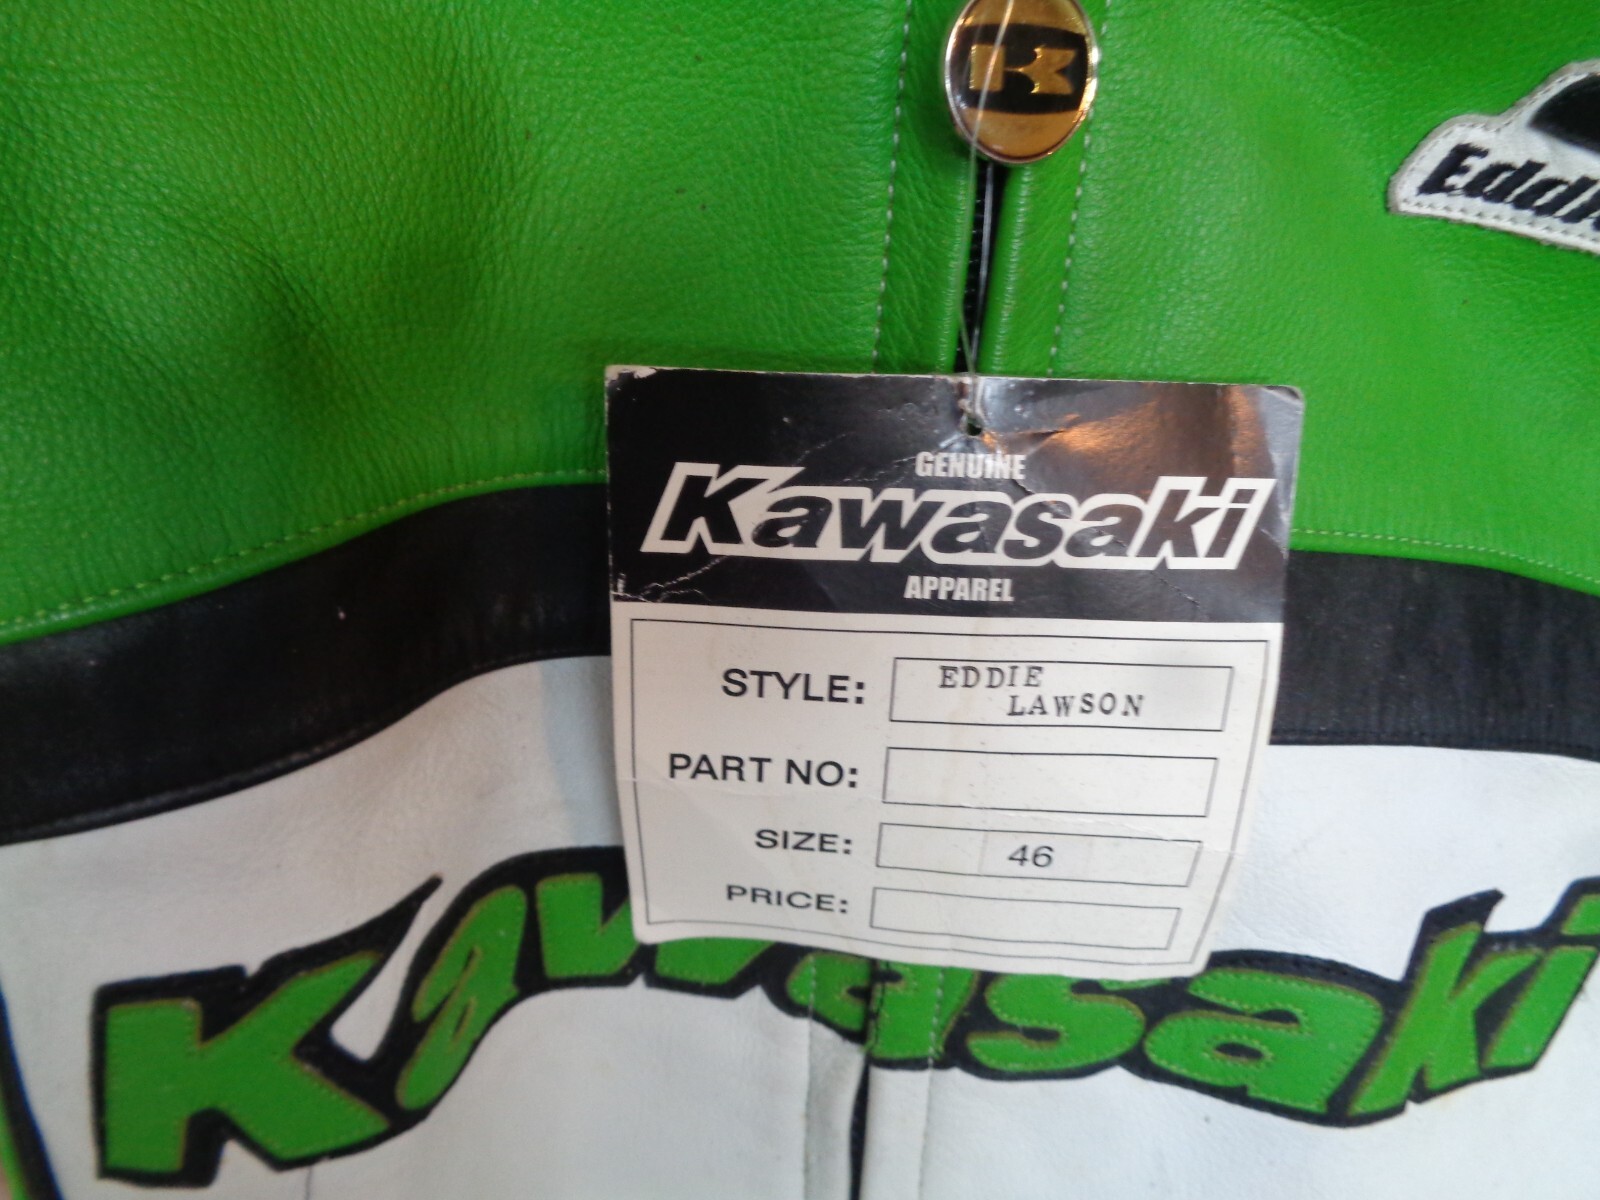 K
GENUINE
Kawasaki
APPAREL
STYLE: EDDIE
LAWSON
PART NO:
SIZE: 46
PRICE:
Kawasaki